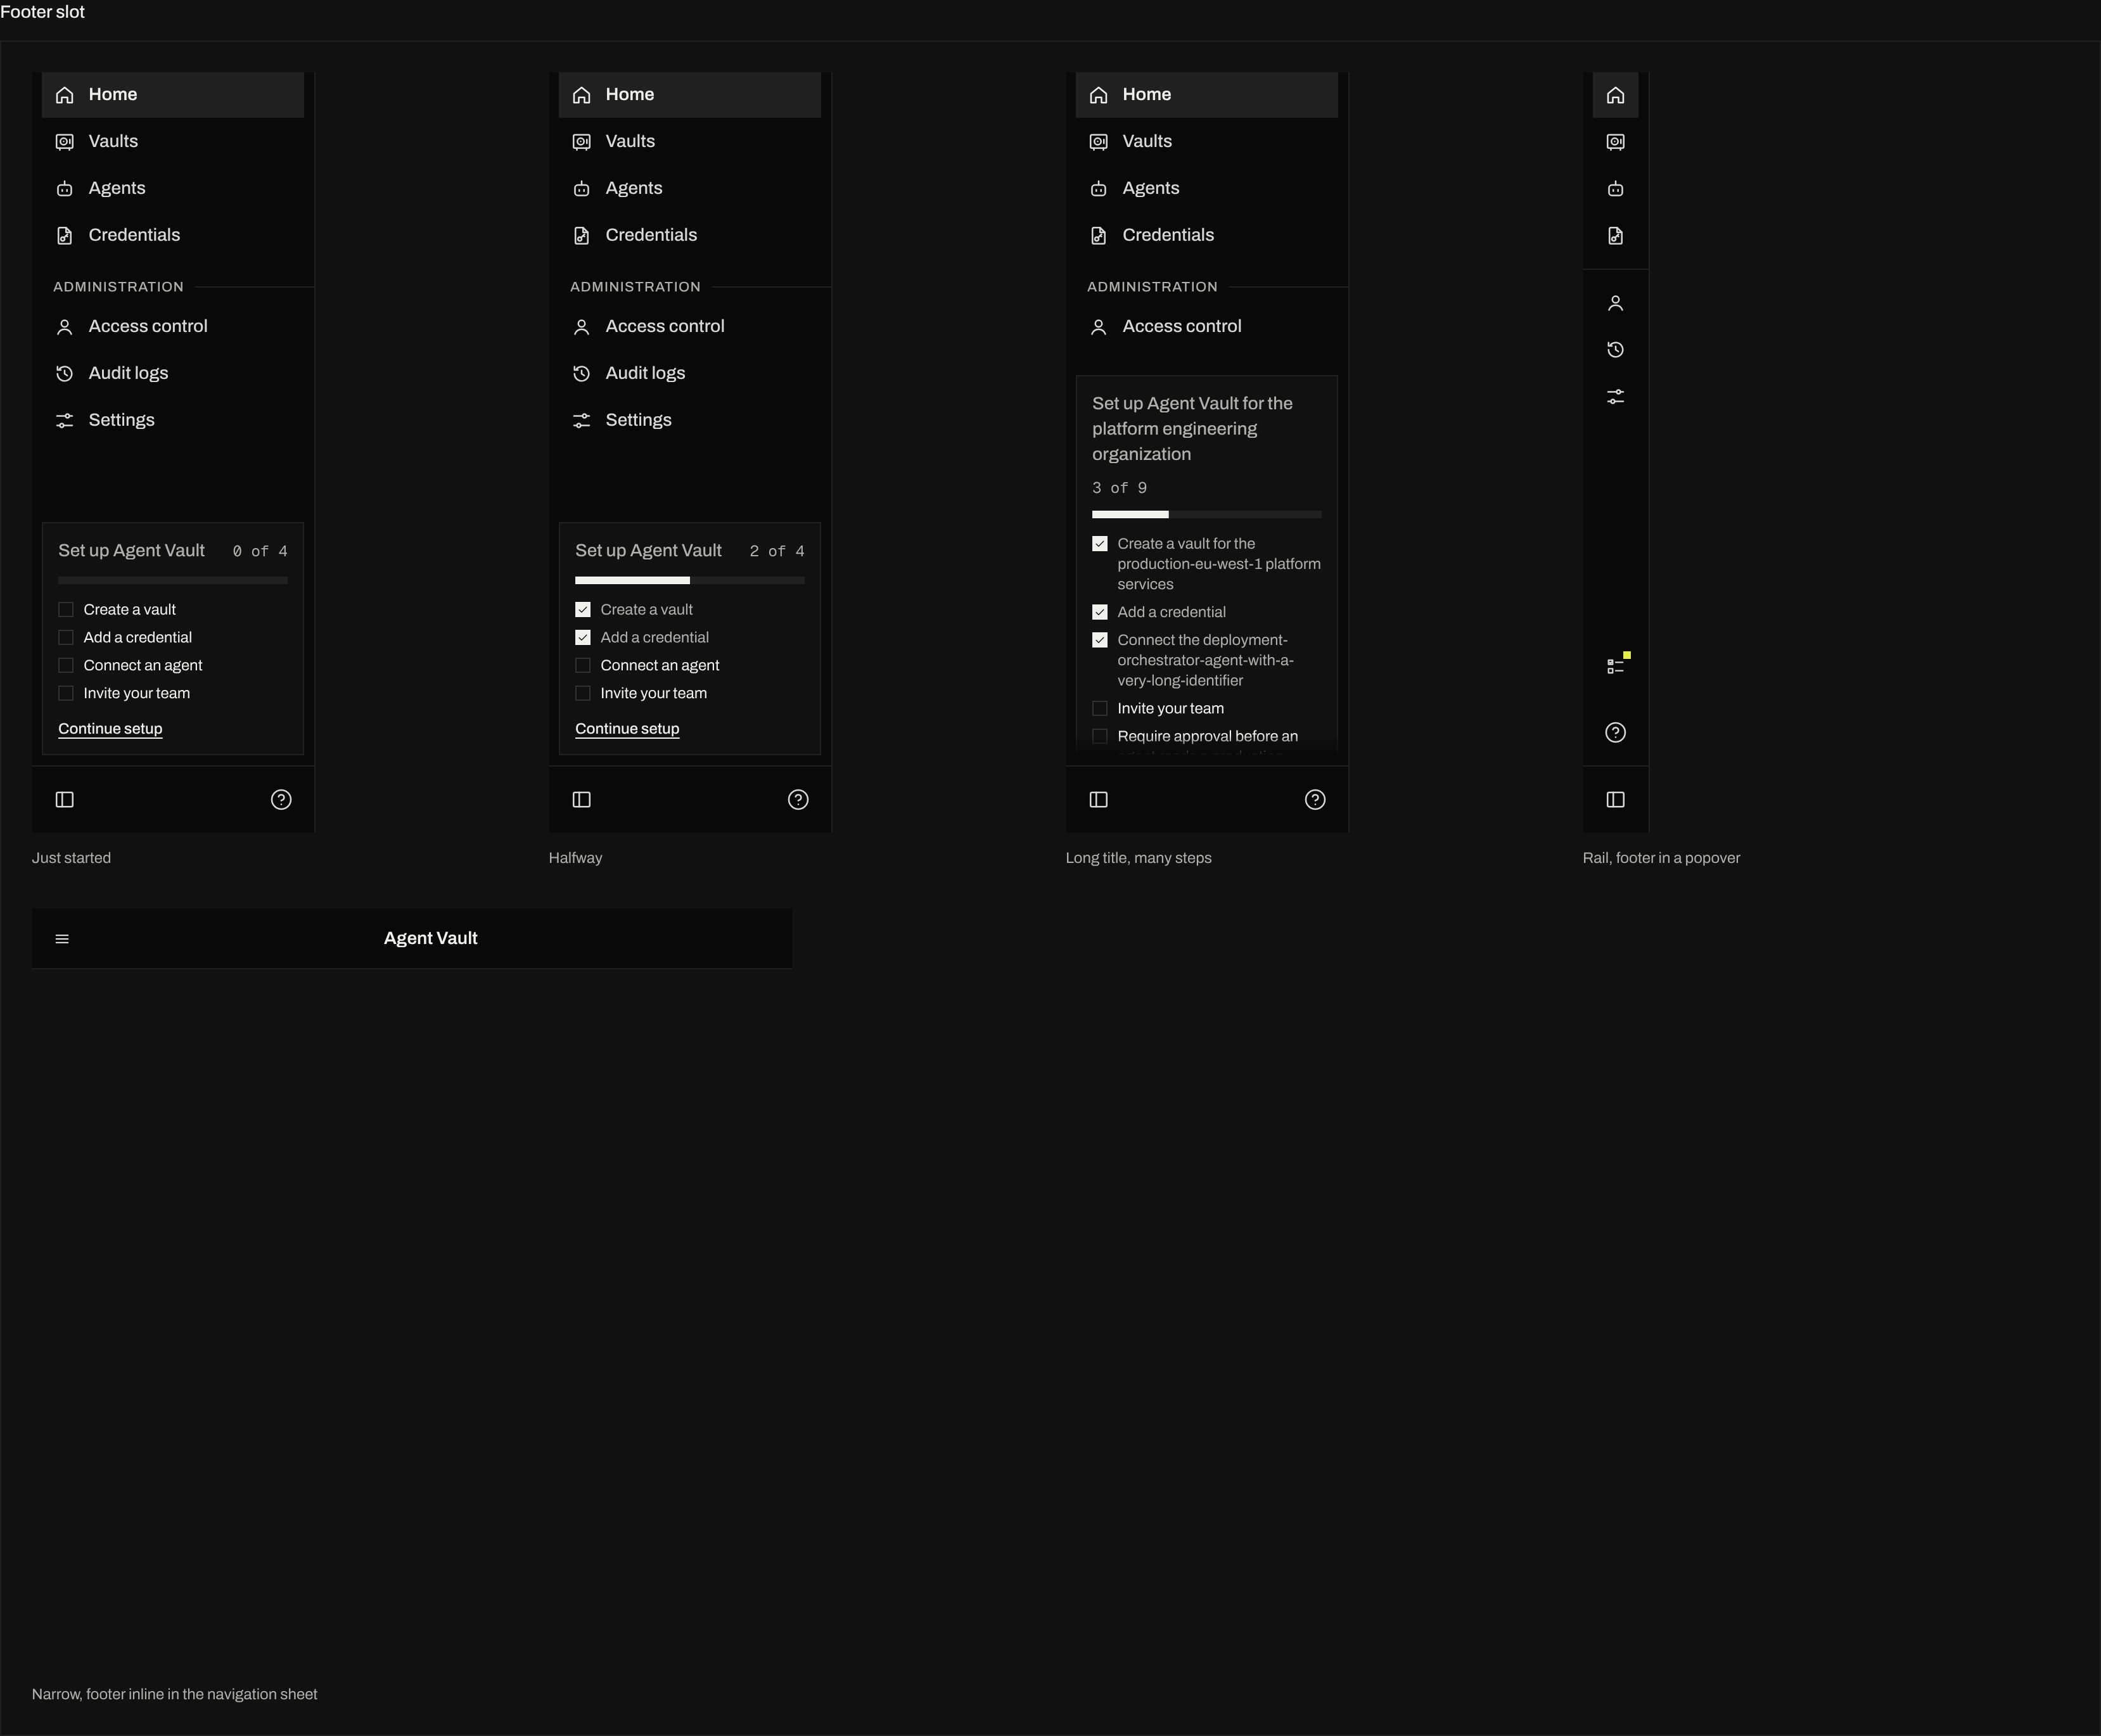 Footer slot
Home
Vaults
Agents
Credentials
ADMINISTRATION
Access control
Audit logs
Settings
Set up Agent Vault 0 of 4
Create a vault
Add a credential
Connect an agent
Invite your team
Continue setup
Just started
Home
Vaults
Agents
Credentials
ADMINISTRATION
Access control
Audit logs
Settings
Set up Agent Vault 2 of 4
Create a vault
Add a credential
Connect an agent
Invite your team
Continue setup
Halfway
Home
Vaults
Agents
Credentials
ADMINISTRATION
Access control
Set up Agent Vault for the
platform engineering
organization
3 of 9
Create a vault for the
production-eu-west-1 platform
services
Add a credential
Connect the deployment-
orchestrator-agent-with-a-
very-long-identifier
Invite your team
Require approval before an
Long title, many steps
Rail, footer in a popover
Agent Vault
Narrow, footer inline in the navigation sheet